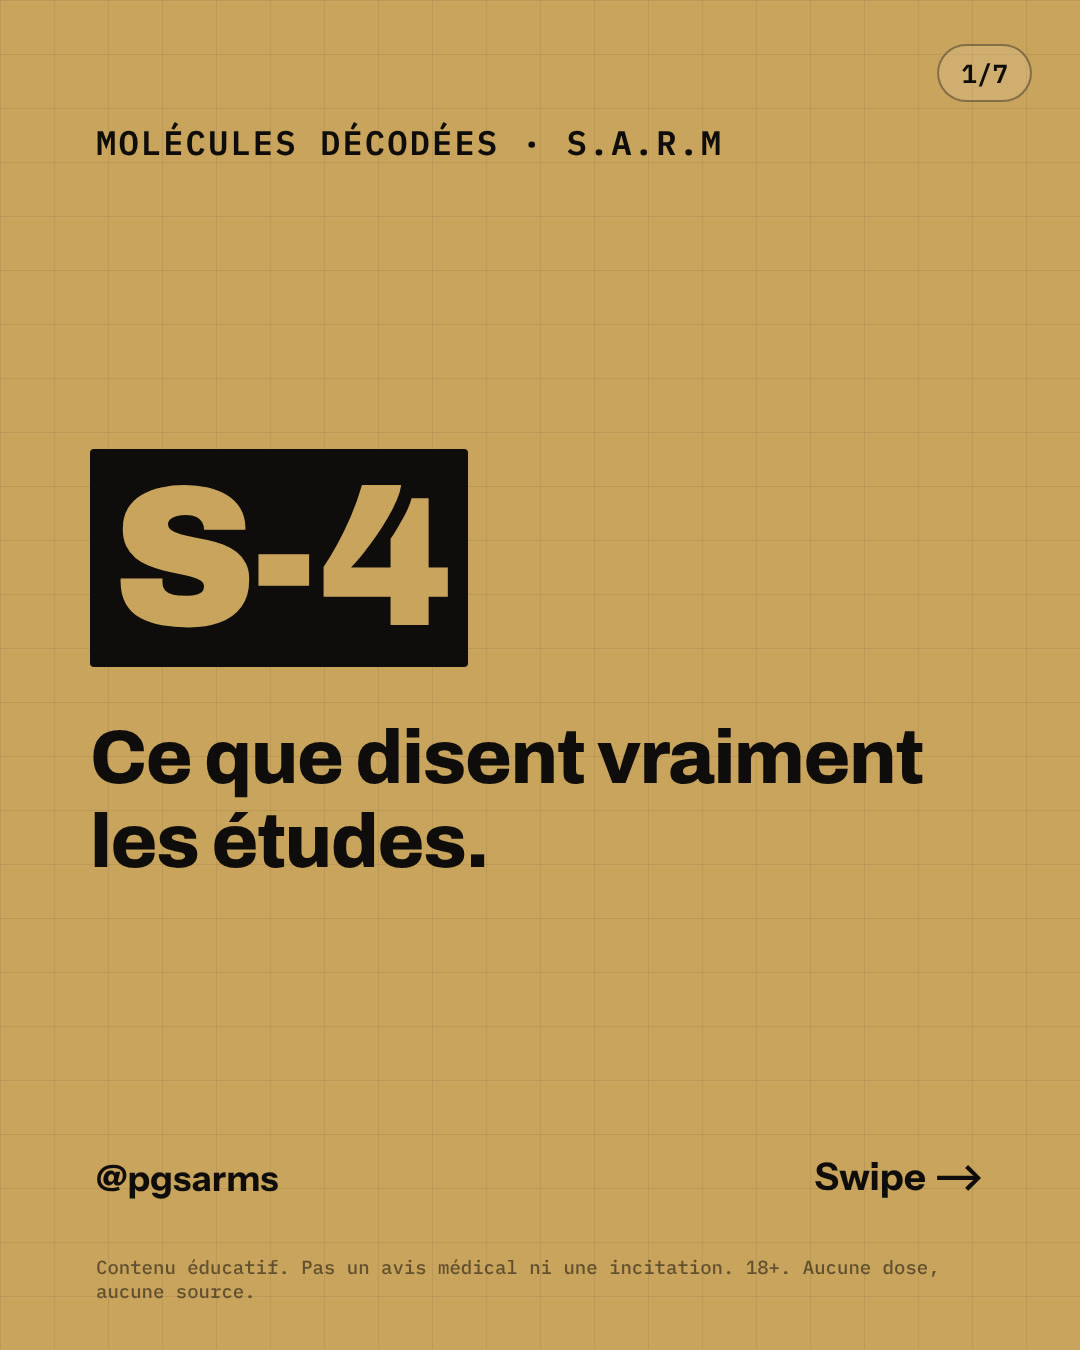 1/7
MOLÉCULES DÉCODÉES · S.A.R.M
S-4
Ce que disent vraiment
les études.
@pgsarms
Swipe →
Contenu éducatif. Pas un avis médical ni une incitation. 18+. Aucune dose,
aucune source.